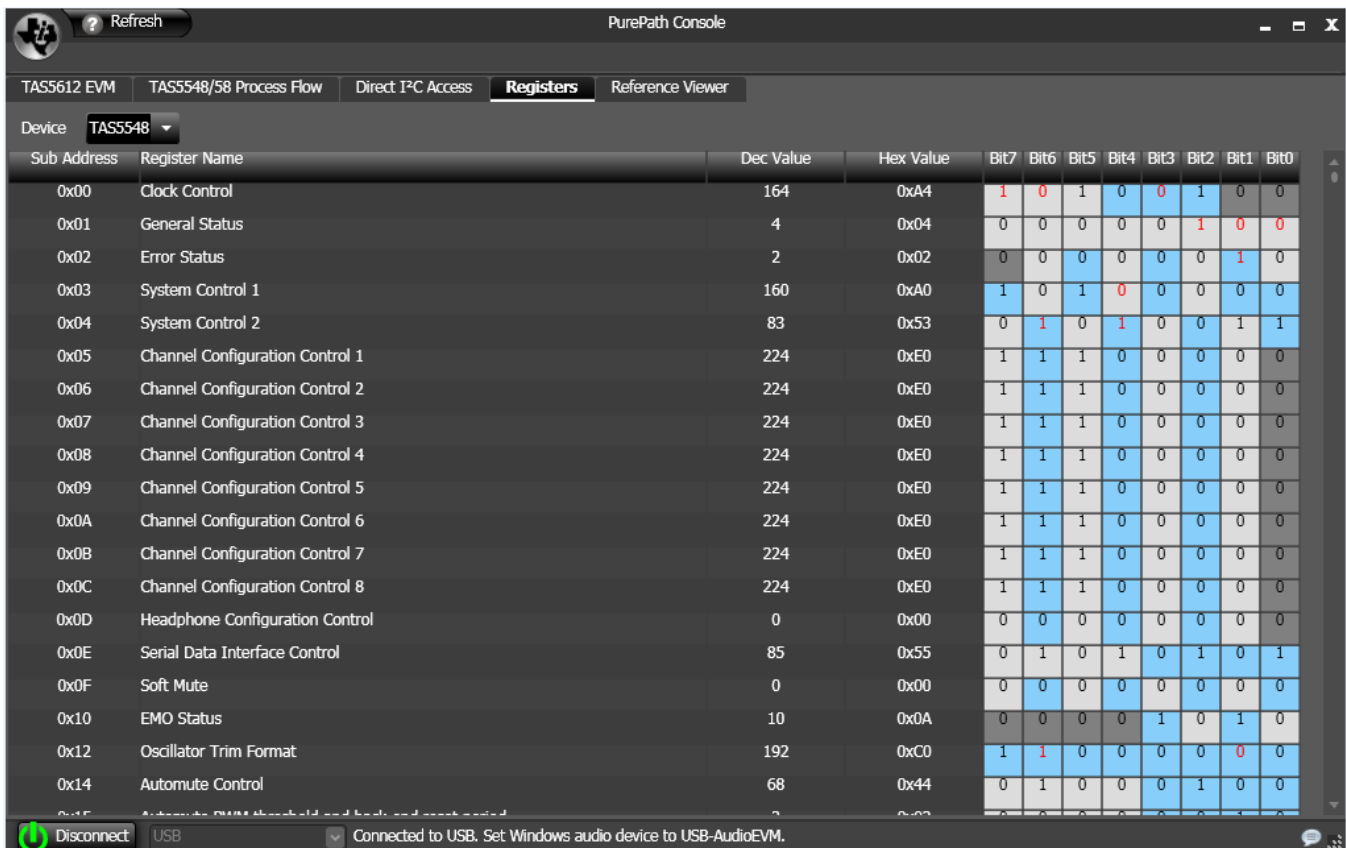 ? Refresh PurePath Console
TAS5612 EVM TAS5548/58 Process Flow Direct I²C Access Registers Reference Viewer
Device TAS5548
Sub Address Register Name Dec Value Hex Value Bit7 Bit6 Bit5 Bit4 Bit3 Bit2 Bit1 Bit0
0x00 Clock Control 164 0xA4 1 0 1 0 0 1 0 0
0x01 General Status 4 0x04 0 0 0 0 0 1 0 0
0x02 Error Status 2 0x02 0 0 0 0 0 0 1 0
0x03 System Control 1 160 0xA0 1 0 1 0 0 0 0 0
0x04 System Control 2 83 0x53 0 1 0 1 0 0 1 1
0x05 Channel Configuration Control 1 224 0xE0 1 1 1 0 0 0 0 0
0x06 Channel Configuration Control 2 224 0xE0 1 1 1 0 0 0 0 0
0x07 Channel Configuration Control 3 224 0xE0 1 1 1 0 0 0 0 0
0x08 Channel Configuration Control 4 224 0xE0 1 1 1 0 0 0 0 0
0x09 Channel Configuration Control 5 224 0xE0 1 1 1 0 0 0 0 0
0x0A Channel Configuration Control 6 224 0xE0 1 1 1 0 0 0 0 0
0x0B Channel Configuration Control 7 224 0xE0 1 1 1 0 0 0 0 0
0x0C Channel Configuration Control 8 224 0xE0 1 1 1 0 0 0 0 0
0x0D Headphone Configuration Control 0 0x00 0 0 0 0 0 0 0 0
0x0E Serial Data Interface Control 85 0x55 0 1 0 1 0 1 0 1
0x0F Soft Mute 0 0x00 0 0 0 0 0 0 0 0
0x10 EMO Status 10 0x0A 0 0 0 0 1 0 1 0
0x12 Oscillator Trim Format 192 0xC0 1 1 0 0 0 0 0 0
0x14 Automute Control 68 0x44 0 1 0 0 0 1 0 0
Disconnect USB Connected to USB. Set Windows audio device to USB-AudioEVM.